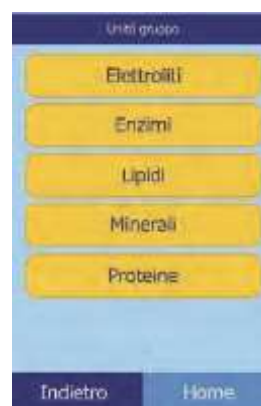 Unità gruppo
Elettroliti
Enzimi
Lipidi
Minerali
Proteine
Indietro
Home